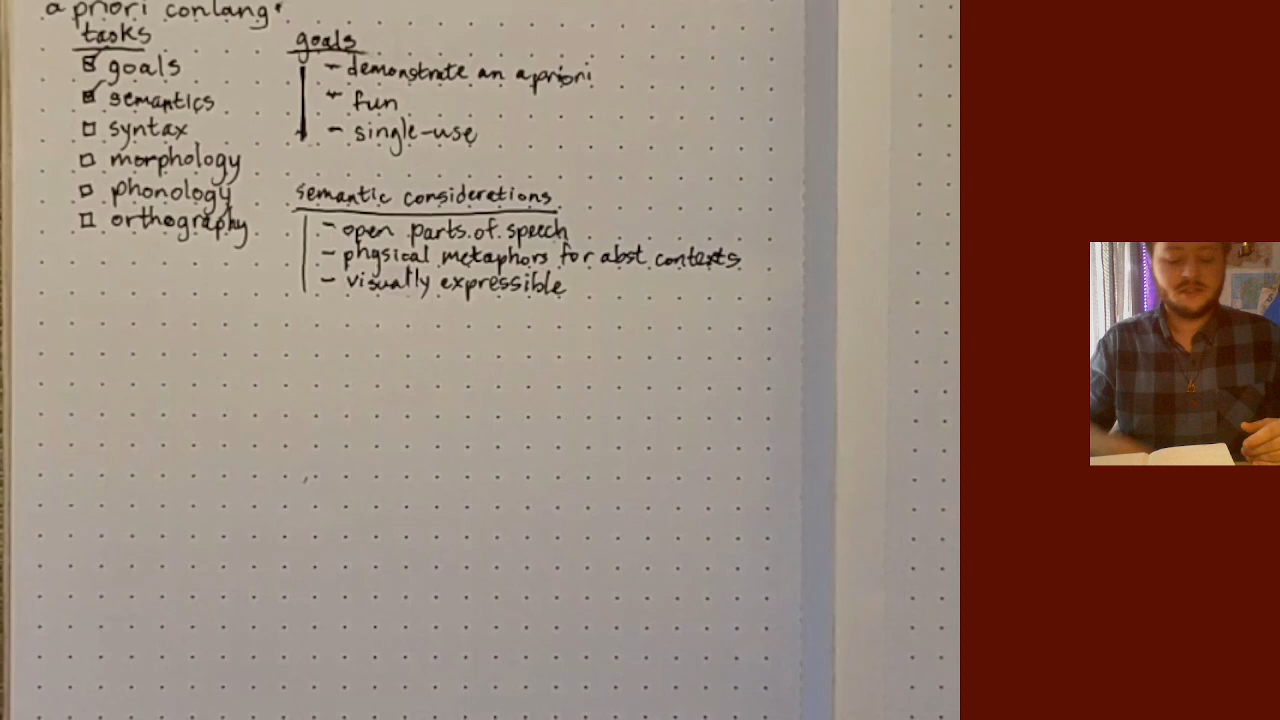 a priori conlang
tasks
goals
semantics
syntax
morphology
phonology
orthography
goals
- demonstrate an a priori
- fun
- single-use
semantic considerations
- open parts of speech
- physical metaphors for abst contexts
- visually expressible